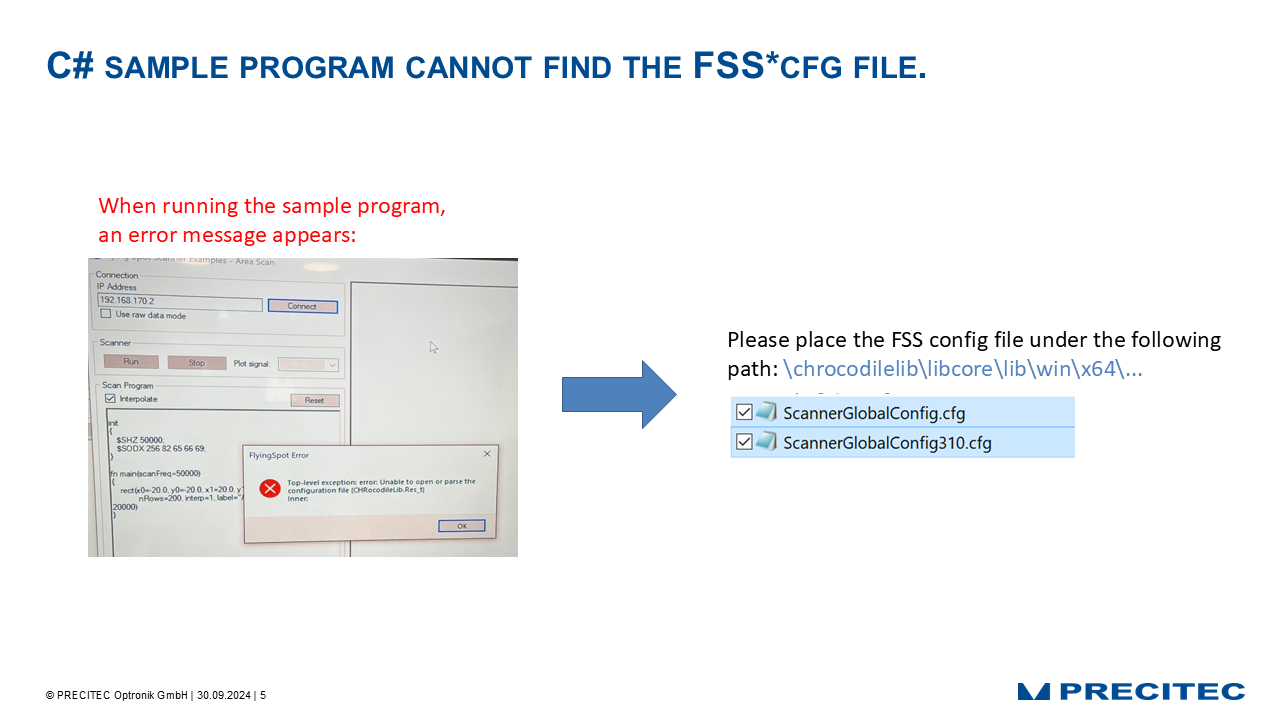 C# SAMPLE PROGRAM CANNOT FIND THE FSS*CFG FILE.
When running the sample program,
an error message appears:
Scanner Examples - Area Scan
Connection
IP Address
192.168.170.2
Connect
Use raw data mode
Scanner
Run
Stop
Plot signal:
Scan Program
Interpolate
Reset
init
{
$SHZ 50000;
$SODX 256 82 65 66 69;
}
fn main(scanFreq=50000)
{
rect(x0=-20.0, y0=-20.0, x1=20.0,
nRows=200, interp=1, label=
20000)
}
FlyingSpot Error
Top-level exception: error: Unable to open or parse the
configuration file (CHRocodileLib.Res_t)
Inner:
OK
Please place the FSS config file under the following
path: \chrocodilelib\libcore\lib\win\x64\...
ScannerGlobalConfig.cfg
ScannerGlobalConfig310.cfg
© PRECITEC Optronik GmbH | 30.09.2024 | 5
PRECITEC